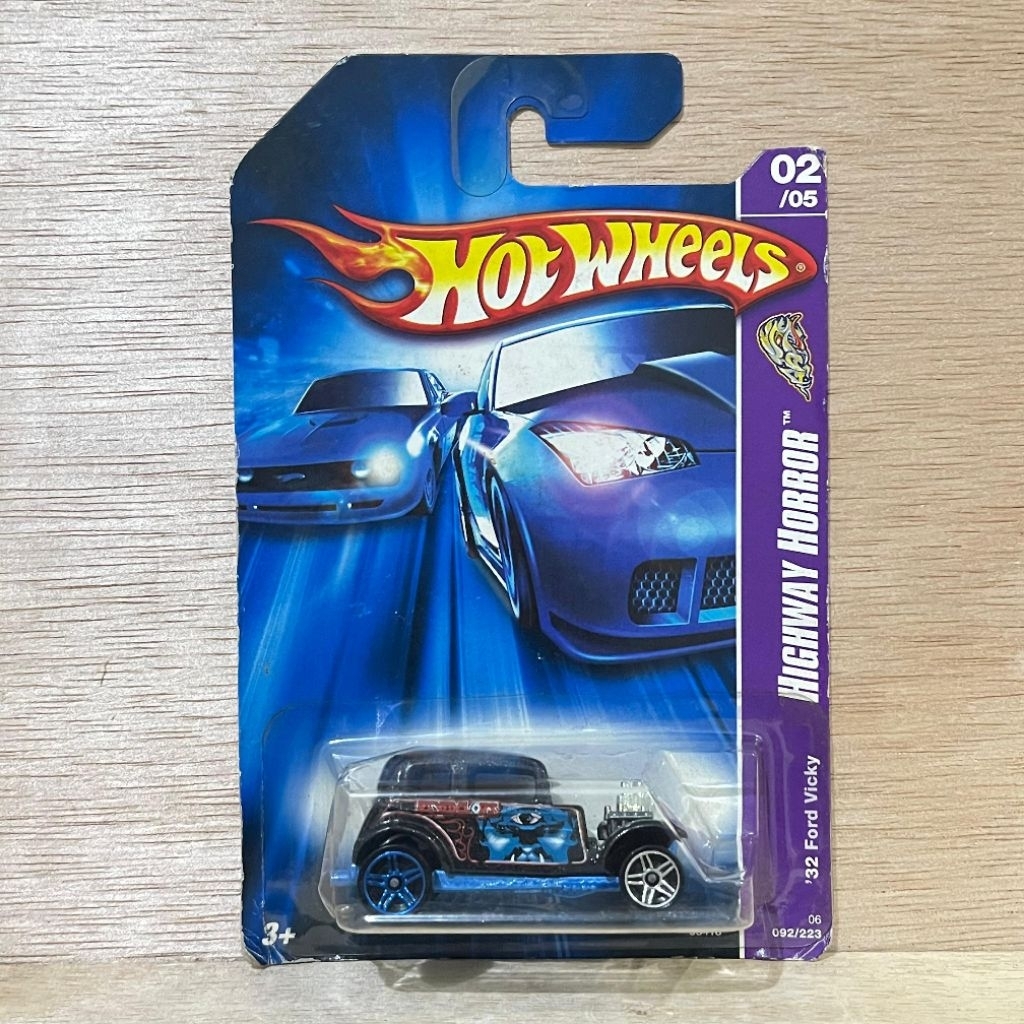 02
/05
HOT WHEELS®
HIGHWAY HORROR™
'32 Ford Vicky
06
092/223
3+